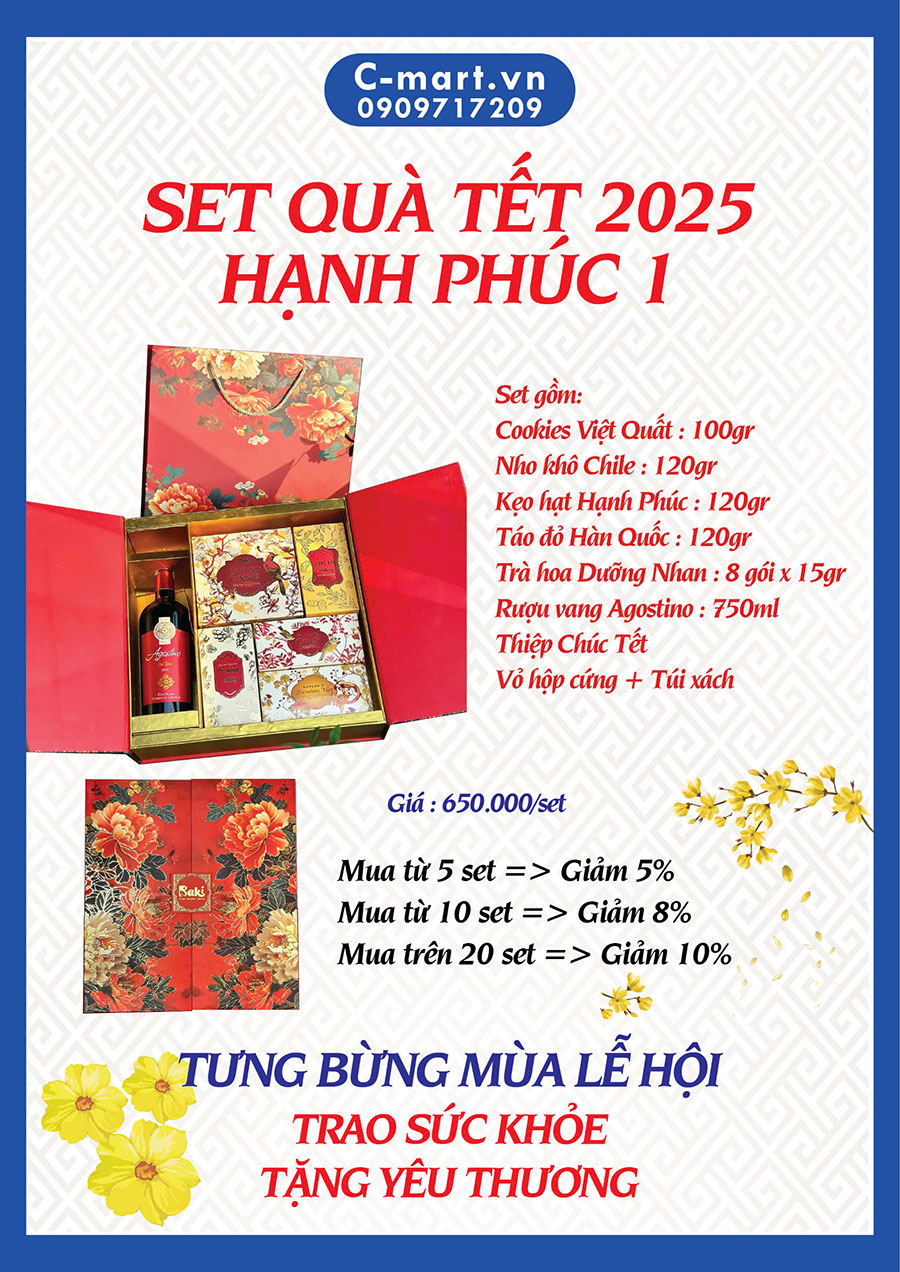 C-mart.vn
0909717209
SET QUÀ TẾT 2025
HẠNH PHÚC 1
Set gồm:
Cookies Việt Quất : 100gr
Nho khô Chile : 120gr
Kẹo hạt Hạnh Phúc : 120gr
Táo đỏ Hàn Quốc : 120gr
Trà hoa Dưỡng Nhan : 8 gói x 15gr
Rượu vang Agostino : 750ml
Thiệp Chúc Tết
Vỏ hộp cứng + Túi xách
Agostino
Giá : 650.000/set
Mua từ 5 set => Giảm 5%
Mua từ 10 set => Giảm 8%
Mua trên 20 set => Giảm 10%
Baki
TƯNG BỪNG MÙA LỄ HỘI
TRAO SỨC KHỎE
TẶNG YÊU THƯƠNG